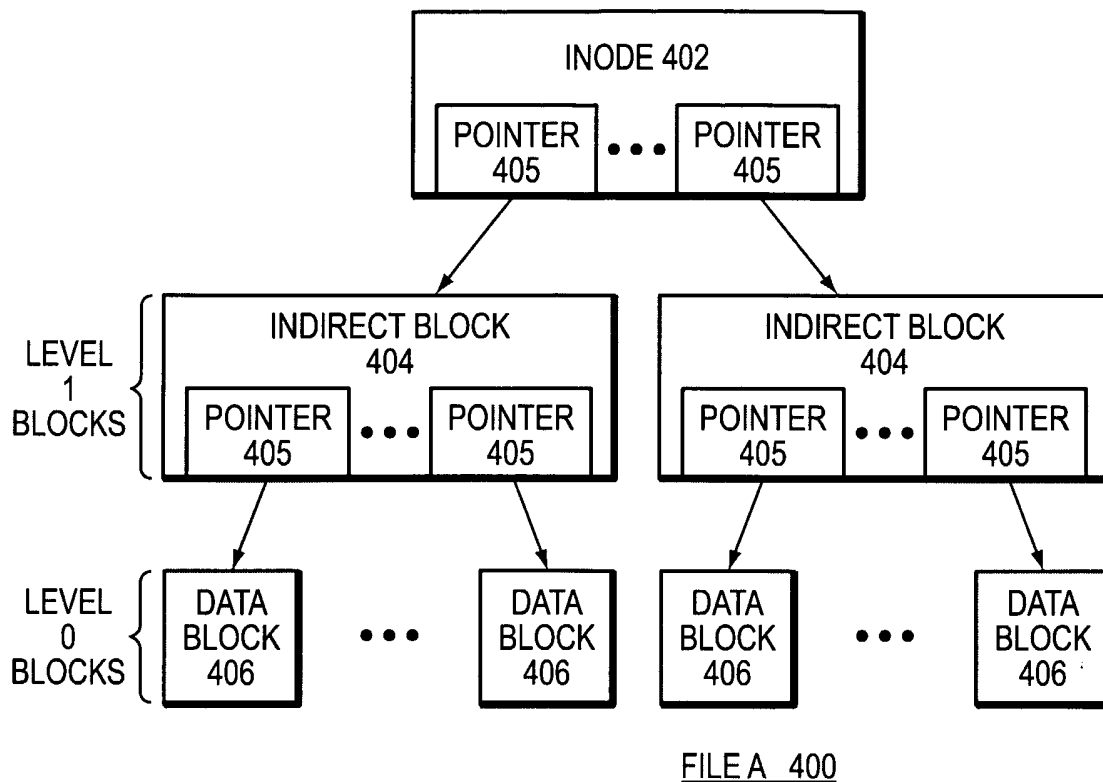 INODE 402
POINTER
405
POINTER
405
LEVEL
1
BLOCKS
INDIRECT BLOCK
404
POINTER
405
POINTER
405
INDIRECT BLOCK
404
POINTER
405
POINTER
405
LEVEL
0
BLOCKS
DATA
BLOCK
406
DATA
BLOCK
406
DATA
BLOCK
406
DATA
BLOCK
406
FILE A 400